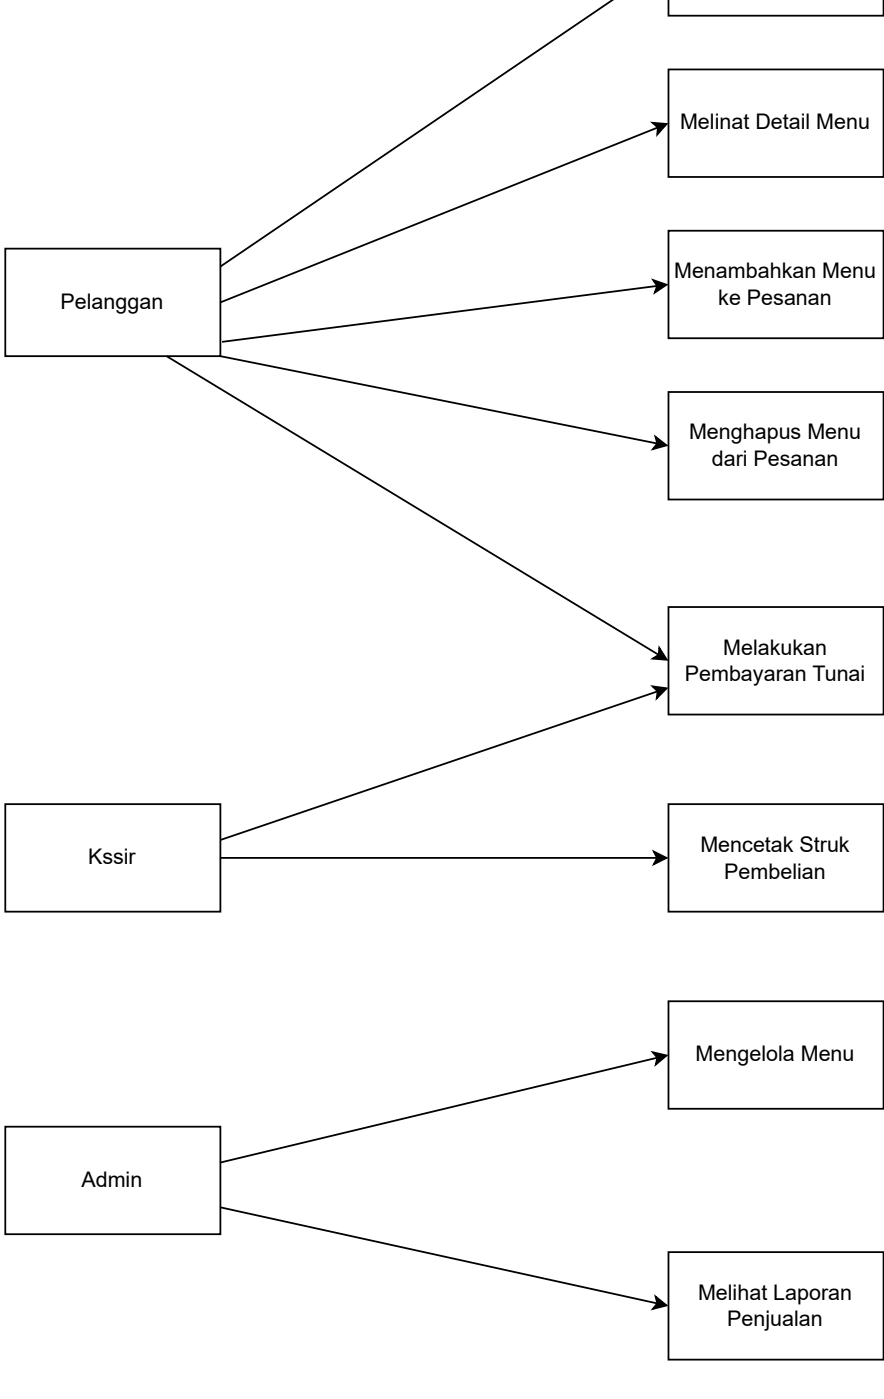 Melinat Detail Menu
Pelanggan
Menambahkan Menu
ke Pesanan
Menghapus Menu
dari Pesanan
Melakukan
Pembayaran Tunai
Kssir
Mencetak Struk
Pembelian
Mengelola Menu
Admin
Melihat Laporan
Penjualan